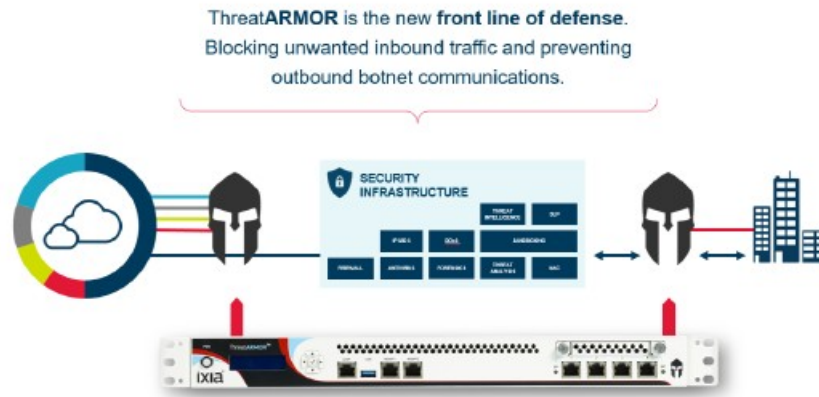 ThreatARMOR is the new front line of defense.
Blocking unwanted inbound traffic and preventing
outbound botnet communications.
SECURITY
INFRASTRUCTURE
THREAT
INTELLIGENCE
DLP
IPS/IDS
SANDBOXING
FIREWALL
ANTIVIRUS
FORENSICS
THREAT
ANALYSIS
NAC
ThreatARMOR
ixia